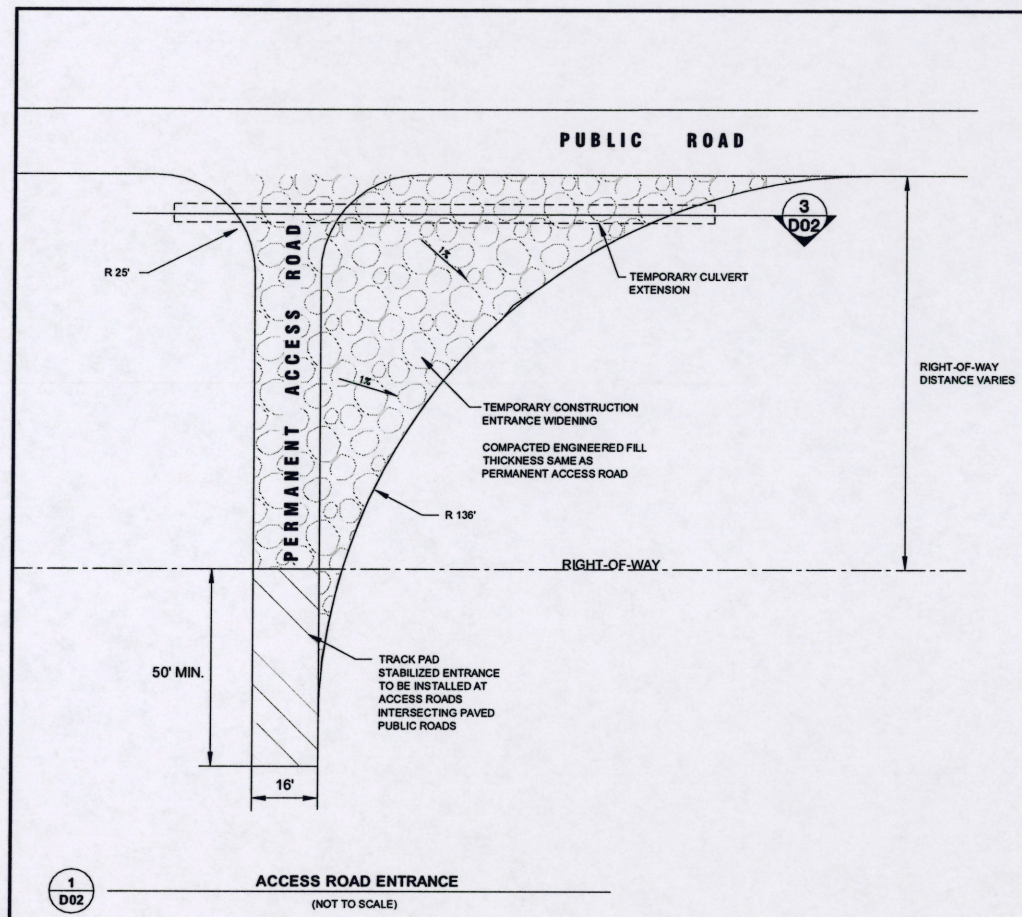 PUBLIC ROAD
3
D02
R 25'
PERMANENT ACCESS ROAD
1%
TEMPORARY CULVERT
EXTENSION
RIGHT-OF-WAY
DISTANCE VARIES
1%
TEMPORARY CONSTRUCTION
ENTRANCE WIDENING
COMPACTED ENGINEERED FILL
THICKNESS SAME AS
PERMANENT ACCESS ROAD
R 136'
RIGHT-OF-WAY
50' MIN.
TRACK PAD
STABILIZED ENTRANCE
TO BE INSTALLED AT
ACCESS ROADS
INTERSECTING PAVED
PUBLIC ROADS
16'
1
D02
ACCESS ROAD ENTRANCE
(NOT TO SCALE)